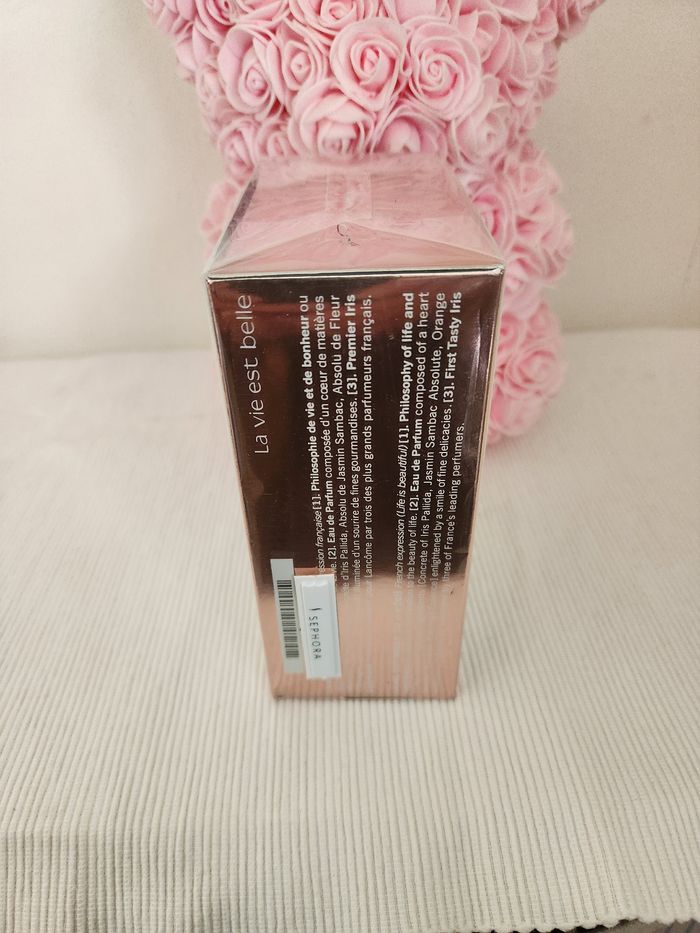 La vie est belle
française [1]. Philosophie de vie et de bonheur ou
[2]. Eau de Parfum composée d'un cœur de matières
d'Iris Pallida, Absolu de Jasmin Sambac, Absolu de Fleur
d'un sourire de fines gourmandises. [3]. Premier Iris
Lancôme par trois des plus grands parfumeurs français.
French expression (Life is beautiful) [1]. Philosophy of life and
the beauty of life. [2]. Eau de Parfum composed of a heart
(Concrete of Iris Pallida, Jasmin Sambac Absolute, Orange
enlightened by a smile of fine delicacies. [3]. First Tasty Iris
three of France's leading perfumers.
SEPHORA